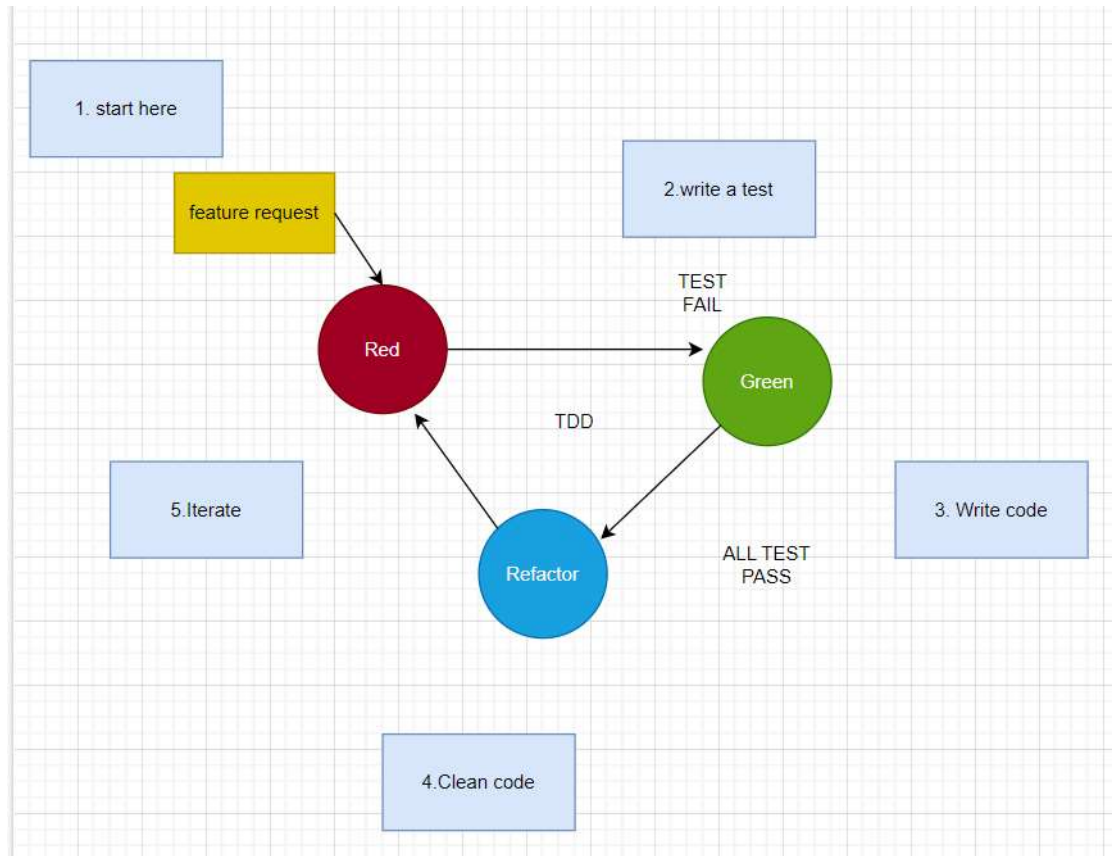 1. start here
feature request
2.write a test
TEST
FAIL
Red
Green
TDD
5.Iterate
3. Write code
ALL TEST
PASS
Refactor
4.Clean code